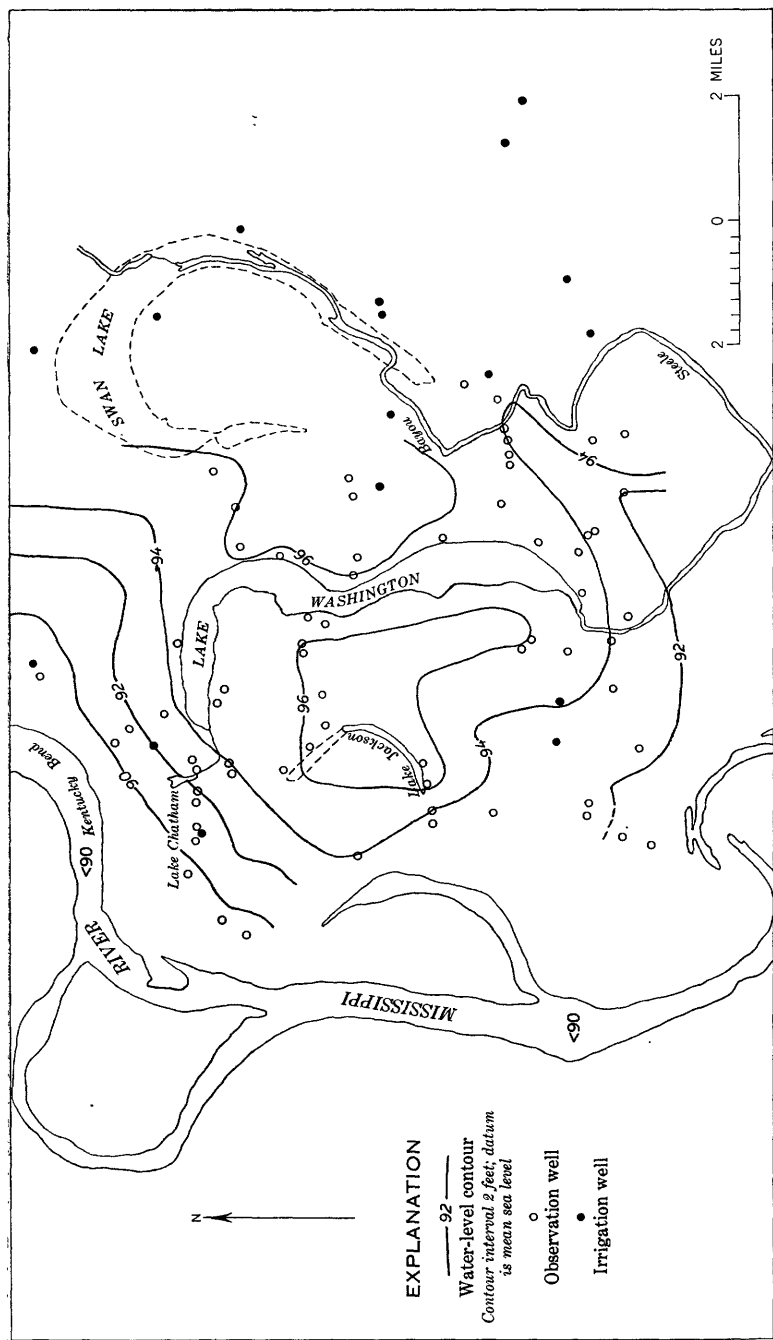 SWAN LAKE
Bend
Kentucky
<90
RIVER
Lake Chatham
90
92
94
LAKE
WASHINGTON
96
96
Lake
Jackson
94
Bayou
94
Steele
92
MISSISSIPPI
<90
N
2 0 2 MILES
EXPLANATION
92
Water-level contour
Contour interval 2 feet; datum
is mean sea level
Observation well
Irrigation well